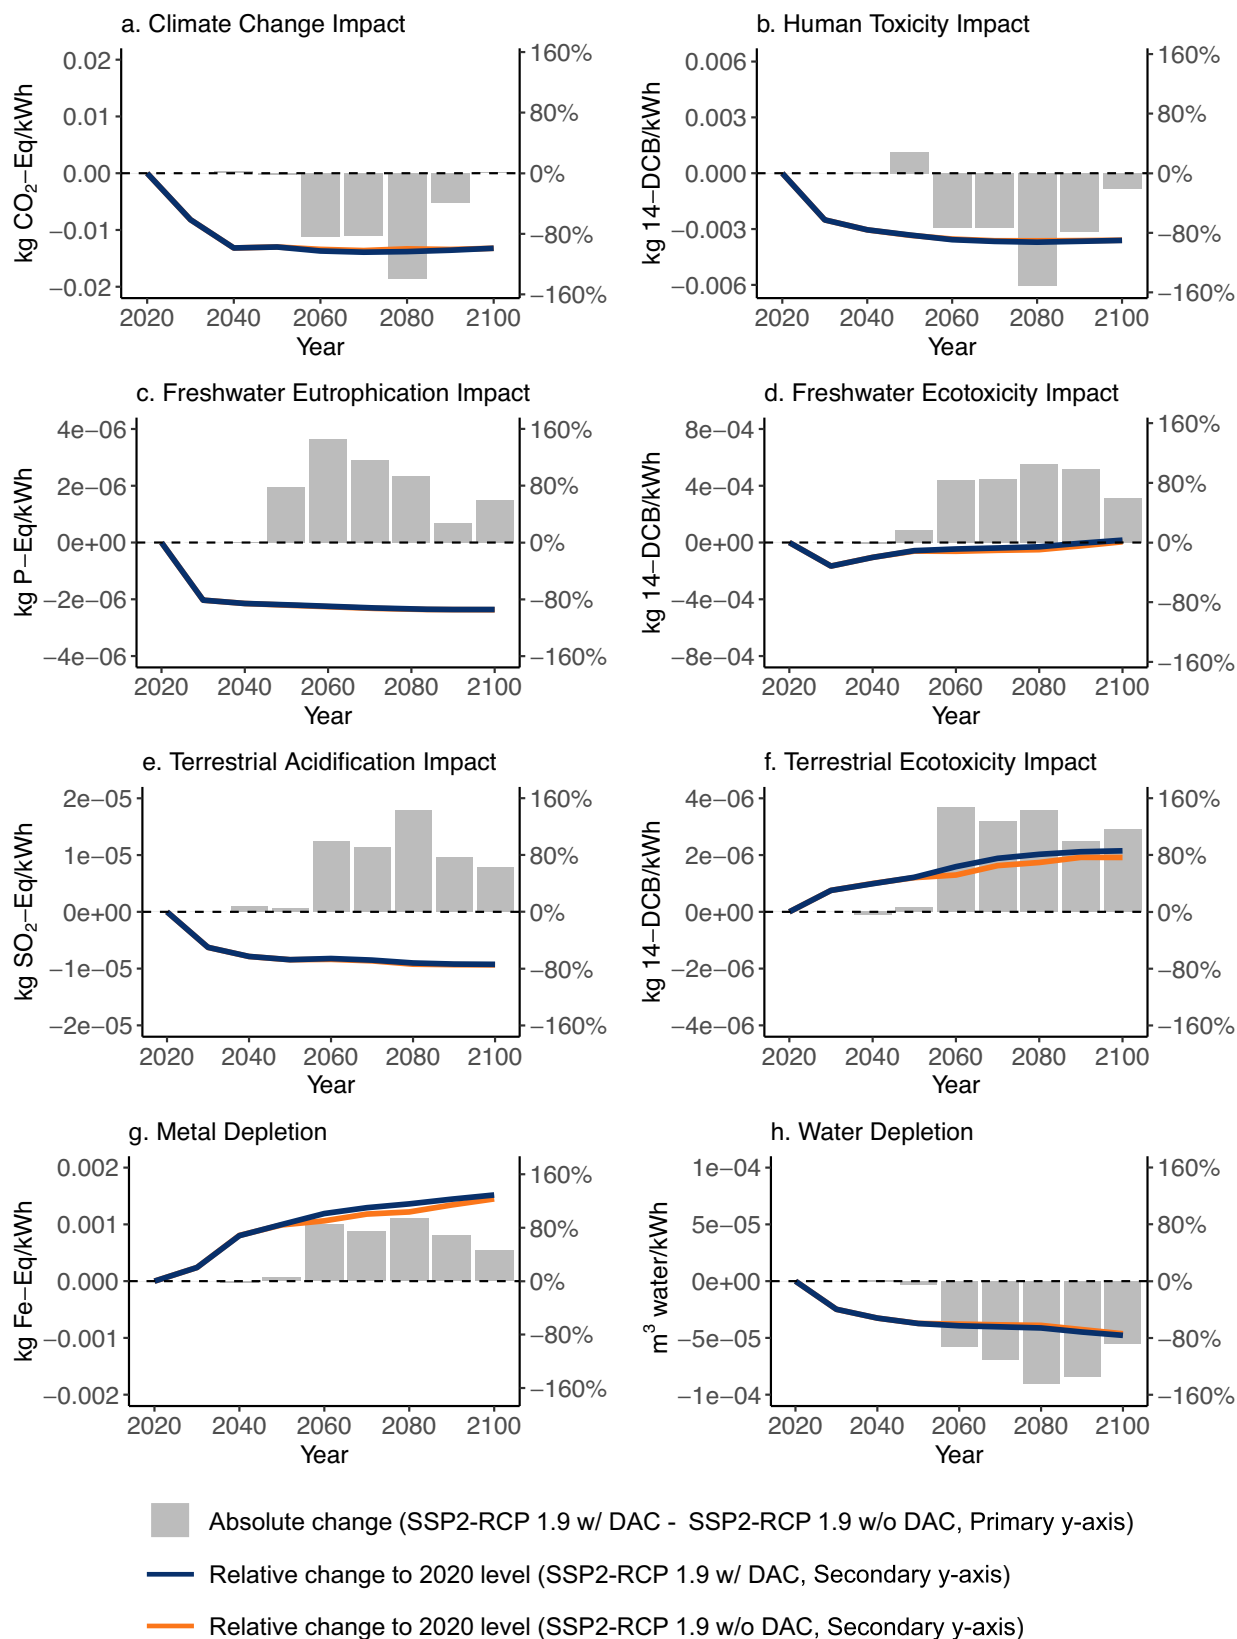 a. Climate Change Impact
0.02
0.01
0.00
−0.01
−0.02
kg CO₂−Eq/kWh
160%
80%
0%
−80%
−160%
2020 2040 2060 2080 2100
Year
b. Human Toxicity Impact
0.006
0.003
0.000
−0.003
−0.006
kg 14−DCB/kWh
160%
80%
0%
−80%
−160%
2020 2040 2060 2080 2100
Year
c. Freshwater Eutrophication Impact
4e−06
2e−06
0e+00
−2e−06
−4e−06
kg P−Eq/kWh
160%
80%
0%
−80%
−160%
2020 2040 2060 2080 2100
Year
d. Freshwater Ecotoxicity Impact
8e−04
4e−04
0e+00
−4e−04
−8e−04
kg 14−DCB/kWh
160%
80%
0%
−80%
−160%
2020 2040 2060 2080 2100
Year
e. Terrestrial Acidification Impact
2e−05
1e−05
0e+00
−1e−05
−2e−05
kg SO₂−Eq/kWh
160%
80%
0%
−80%
−160%
2020 2040 2060 2080 2100
Year
f. Terrestrial Ecotoxicity Impact
4e−06
2e−06
0e+00
−2e−06
−4e−06
kg 14−DCB/kWh
160%
80%
0%
−80%
−160%
2020 2040 2060 2080 2100
Year
g. Metal Depletion
0.002
0.001
0.000
−0.001
−0.002
kg Fe−Eq/kWh
160%
80%
0%
−80%
−160%
2020 2040 2060 2080 2100
Year
h. Water Depletion
1e−04
5e−05
0e+00
−5e−05
−1e−04
m³ water/kWh
160%
80%
0%
−80%
−160%
2020 2040 2060 2080 2100
Year
Absolute change (SSP2-RCP 1.9 w/ DAC - SSP2-RCP 1.9 w/o DAC, Primary y-axis)
Relative change to 2020 level (SSP2-RCP 1.9 w/ DAC, Secondary y-axis)
Relative change to 2020 level (SSP2-RCP 1.9 w/o DAC, Secondary y-axis)